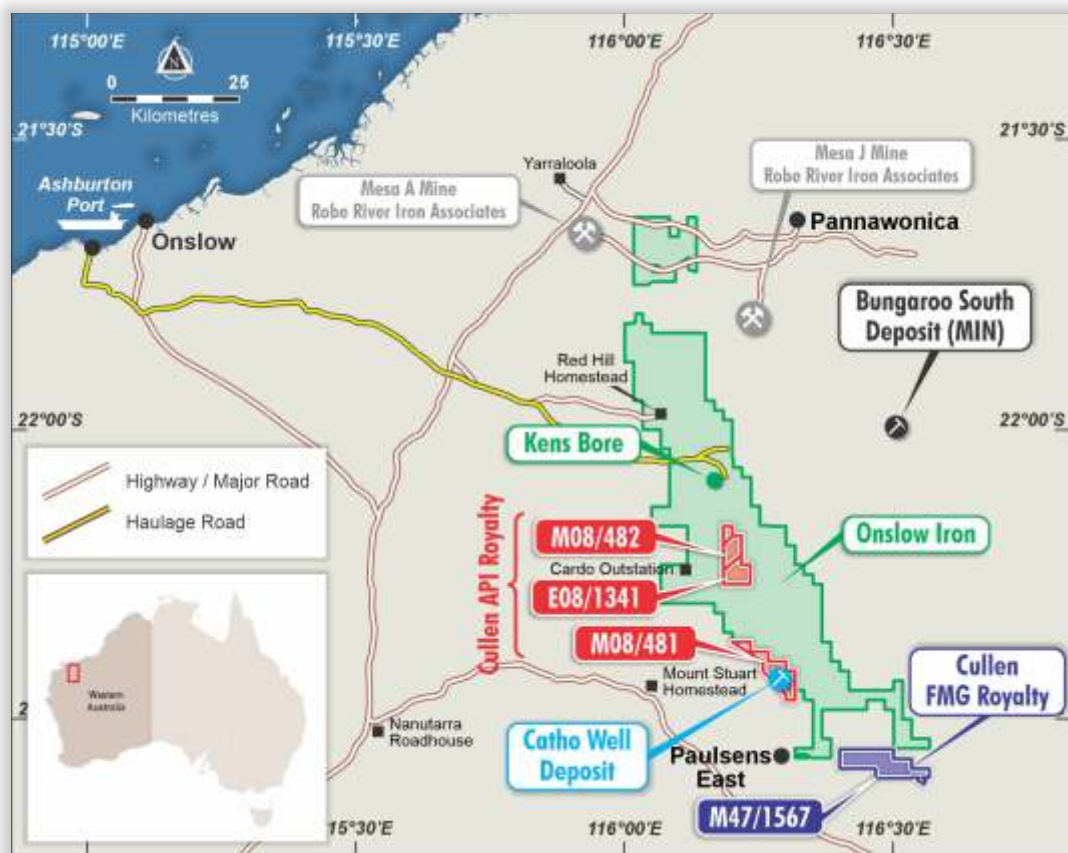 115°00'E
115°30'E
116°00'E
116°30'E
N
0
25
Kilometres
21°30'S
21°30'S
Yarraloola
Mesa A Mine
Robe River Iron Associates
Mesa J Mine
Robe River Iron Associates
Ashburton
Port
Onslow
Pannawonica
Bungaroo South
Deposit (MIN)
Red Hill
Homestead
22°00'S
22°00'S
Kens Bore
Highway / Major Road
Haulage Road
Cullen API Royalty
M08/482
Onslow Iron
Cardo Outstation
E08/1341
M08/481
Mount Stuart
Homestead
Cullen
FMG Royalty
Western
Australia
Nanutarra
Roadhouse
Catho Well
Deposit
Paulsens
East
M47/1567
15°30'E
116°00'E
116°30'E